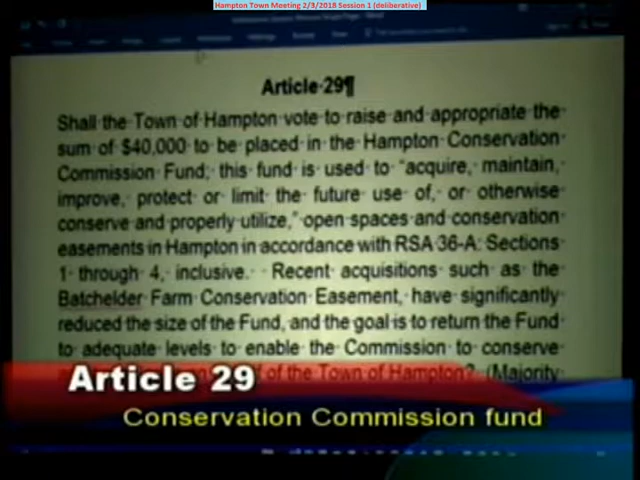 Hampton Town Meeting 2/3/2018 Session 1 (deliberative)
Article·29¶
Shall the Town of Hampton vote to raise and appropriate the
sum of $40,000 to be placed in the Hampton Conservation
Commission Fund; this fund is used to "acquire, maintain,
improve, protect or limit the future use of, or otherwise
conserve and properly utilize," open spaces and conservation
easements in Hampton in accordance with RSA 36-A: Sections
1 through 4, inclusive. Recent acquisitions such as the
Batchelder Farm Conservation Easement, have significantly
reduced the size of the Fund, and the goal is to return the Fund
to adequate levels to enable the Commission to conserve
of the Town of Hampton? (Majority
Article 29
Conservation Commission fund